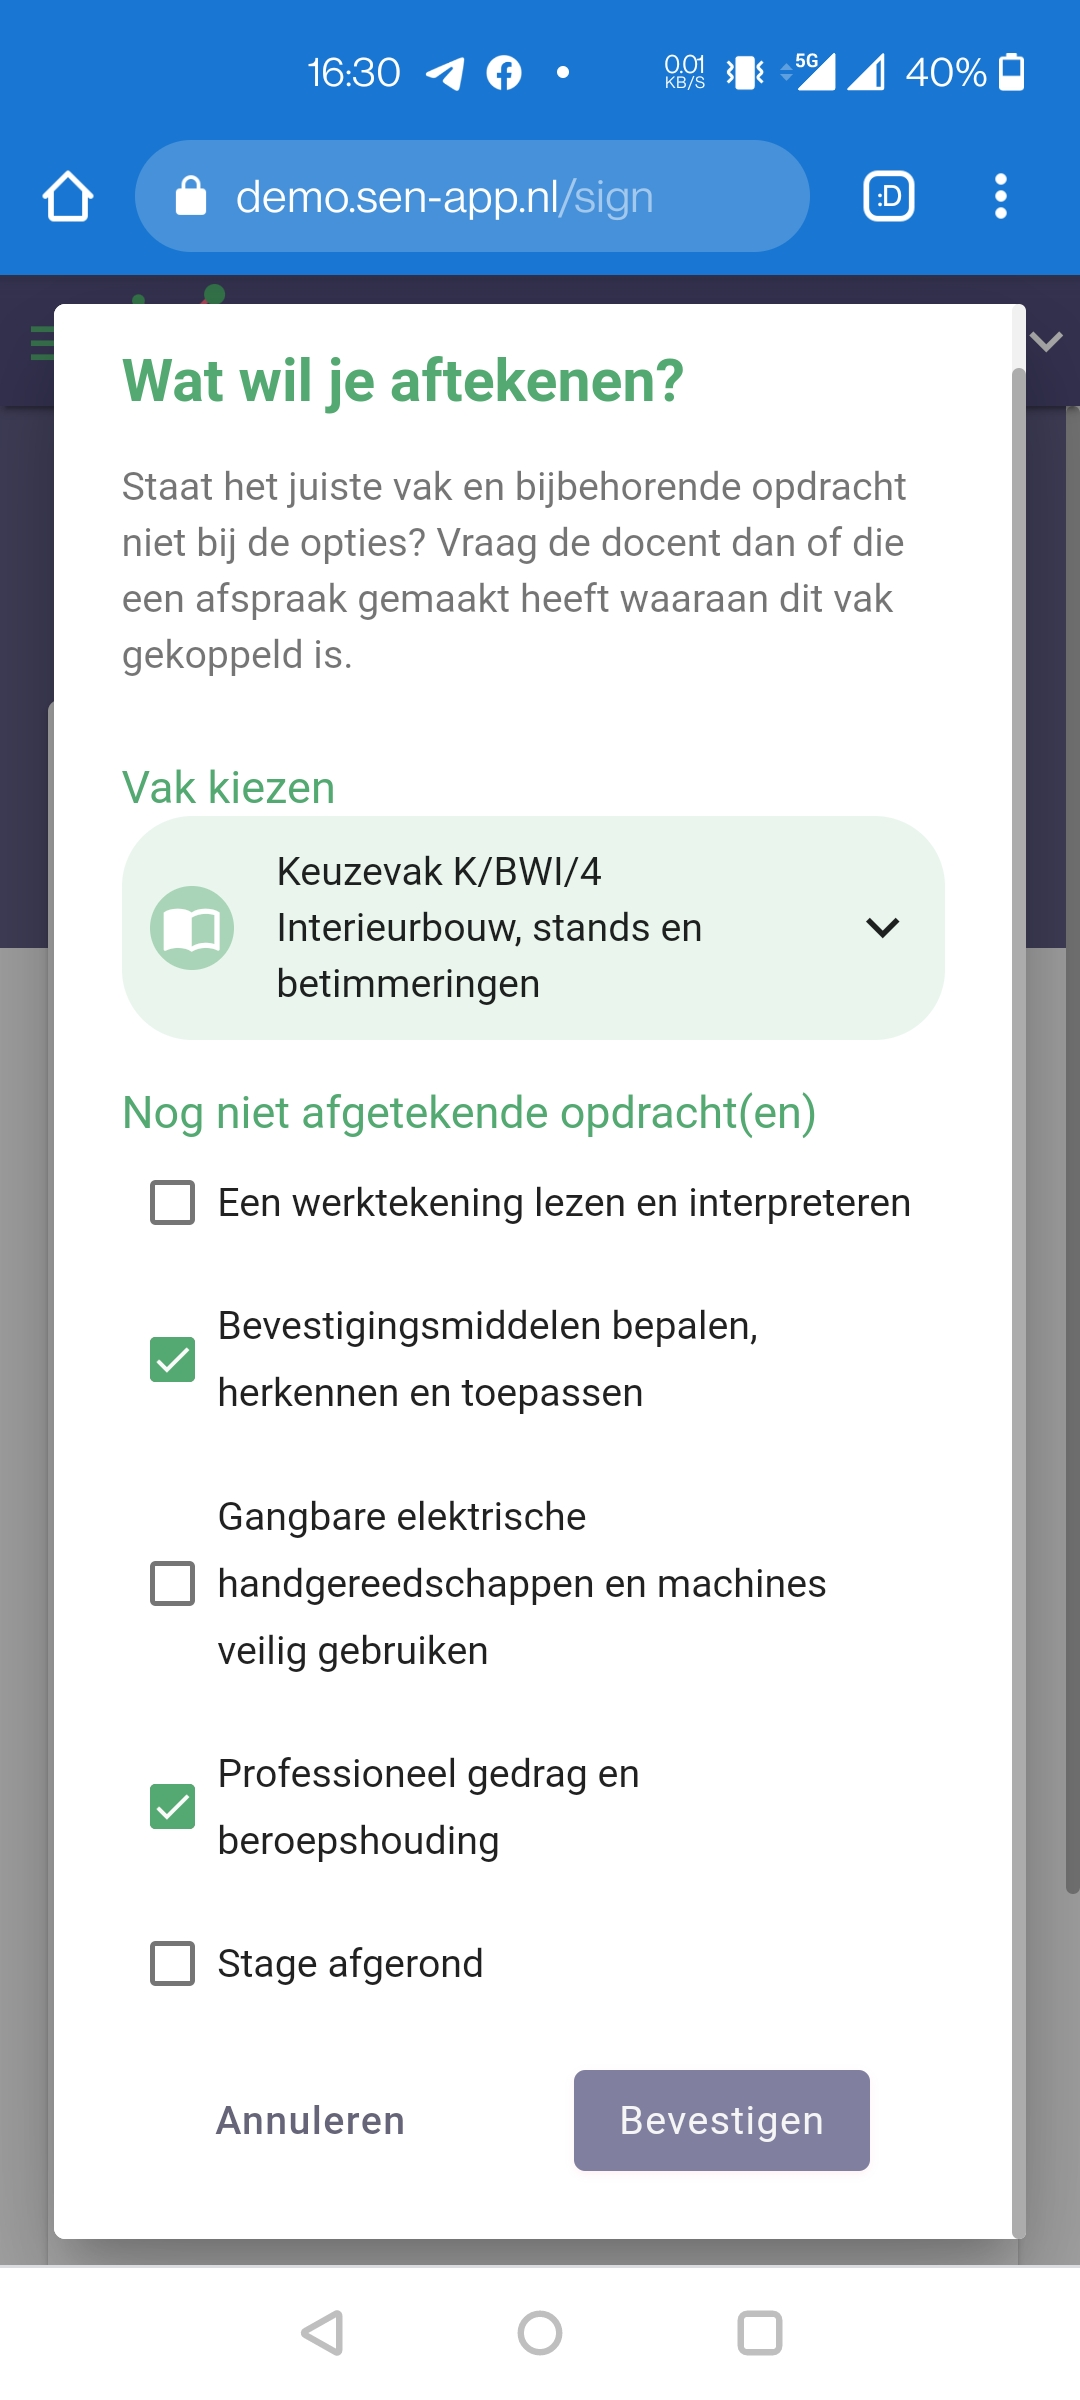 16:30
0.01
KB/S
5G
40%
demo.sen-app.nl/sign
:D
Wat wil je aftekenen?
Staat het juiste vak en bijbehorende opdracht
niet bij de opties? Vraag de docent dan of die
een afspraak gemaakt heeft waaraan dit vak
gekoppeld is.
Vak kiezen
Keuzevak K/BWI/4
Interieurbouw, stands en
betimmeringen
Nog niet afgetekende opdracht(en)
Een werktekening lezen en interpreteren
Bevestigingsmiddelen bepalen,
herkennen en toepassen
Gangbare elektrische
handgereedschappen en machines
veilig gebruiken
Professioneel gedrag en
beroepshouding
Stage afgerond
Annuleren
Bevestigen